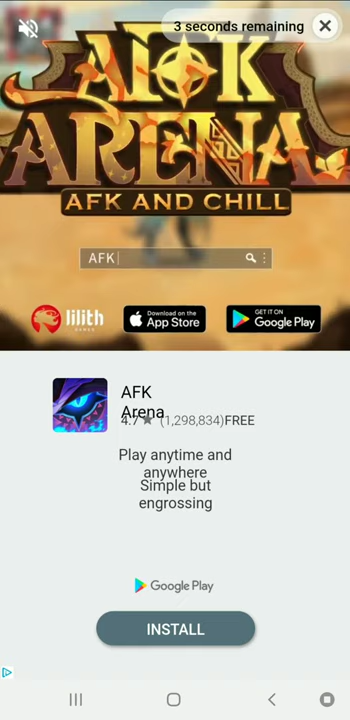 3 seconds remaining
AFK
ARENA
AFK AND CHILL
AFK
lilith
GAMES
Download on the
App Store
GET IT ON
Google Play
AFK
Arena
4.7★ (1,298,834)FREE
Play anytime and
anywhere
Simple but
engrossing
Google Play
INSTALL